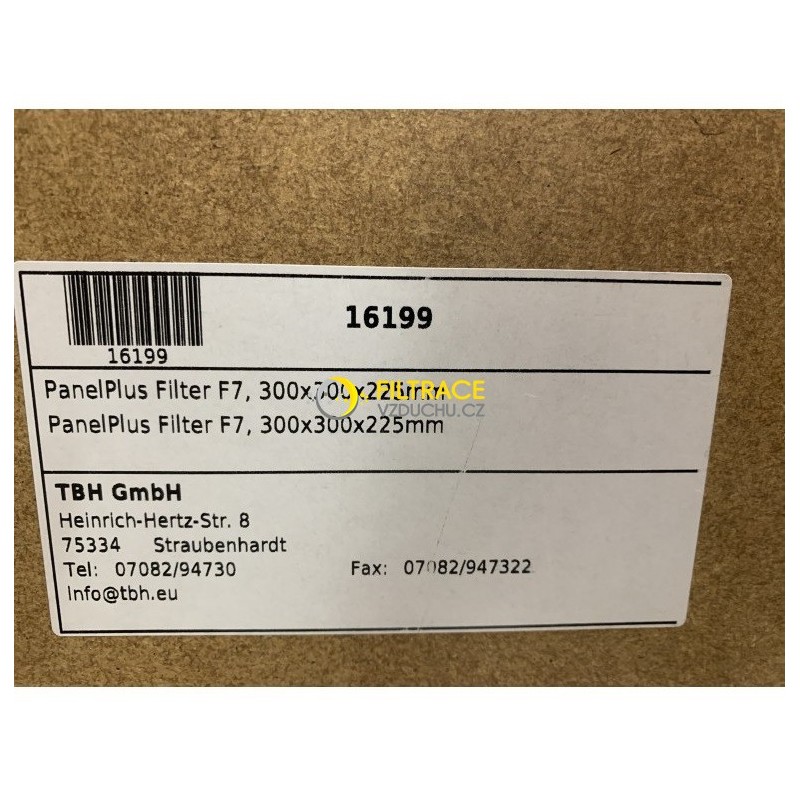 16199
16199
PanelPlus Filter F7, 300x300x225mm
FILTRACE
VZDUCHU.CZ
PanelPlus Filter F7, 300x300x225mm
TBH GmbH
Heinrich-Hertz-Str. 8
75334 Straubenhardt
Tel: 07082/94730 Fax: 07082/947322
Info@tbh.eu